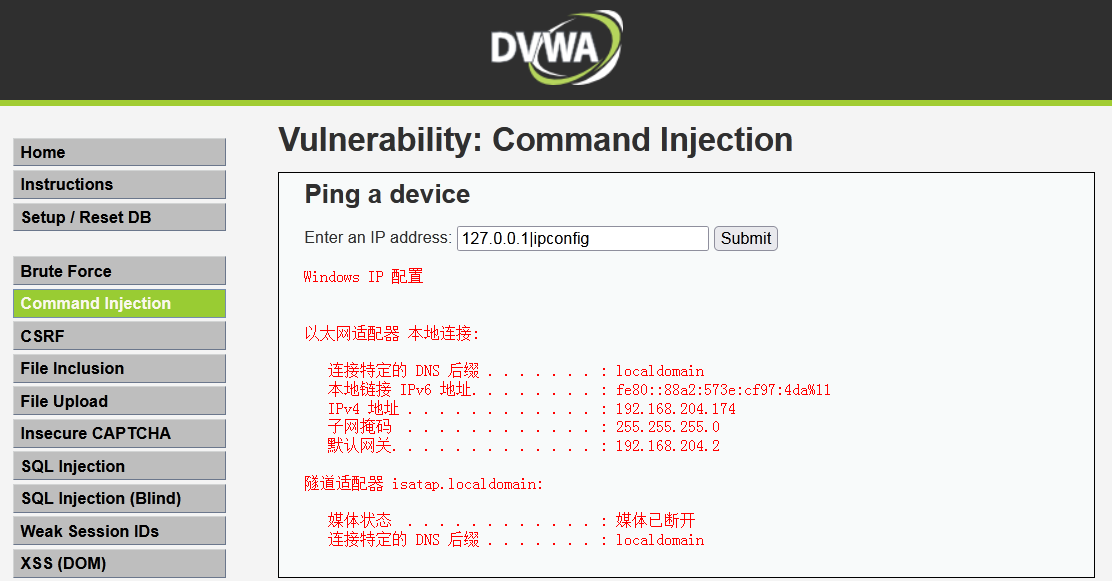 DVWA
Vulnerability: Command Injection
Home
Instructions
Setup / Reset DB
Brute Force
Command Injection
CSRF
File Inclusion
File Upload
Insecure CAPTCHA
SQL Injection
SQL Injection (Blind)
Weak Session IDs
XSS (DOM)
Ping a device
Enter an IP address: 127.0.0.1|ipconfig Submit
Windows IP 配置
以太网适配器 本地连接:
连接特定的 DNS 后缀 . . . . . . . : localdomain
本地链接 IPv6 地址. . . . . . . . : fe80::88a2:573e:cf97:4da%11
IPv4 地址 . . . . . . . . . . . . : 192.168.204.174
子网掩码 . . . . . . . . . . . . : 255.255.255.0
默认网关. . . . . . . . . . . . . : 192.168.204.2
隧道适配器 isatap.localdomain:
媒体状态 . . . . . . . . . . . . : 媒体已断开
连接特定的 DNS 后缀 . . . . . . . : localdomain